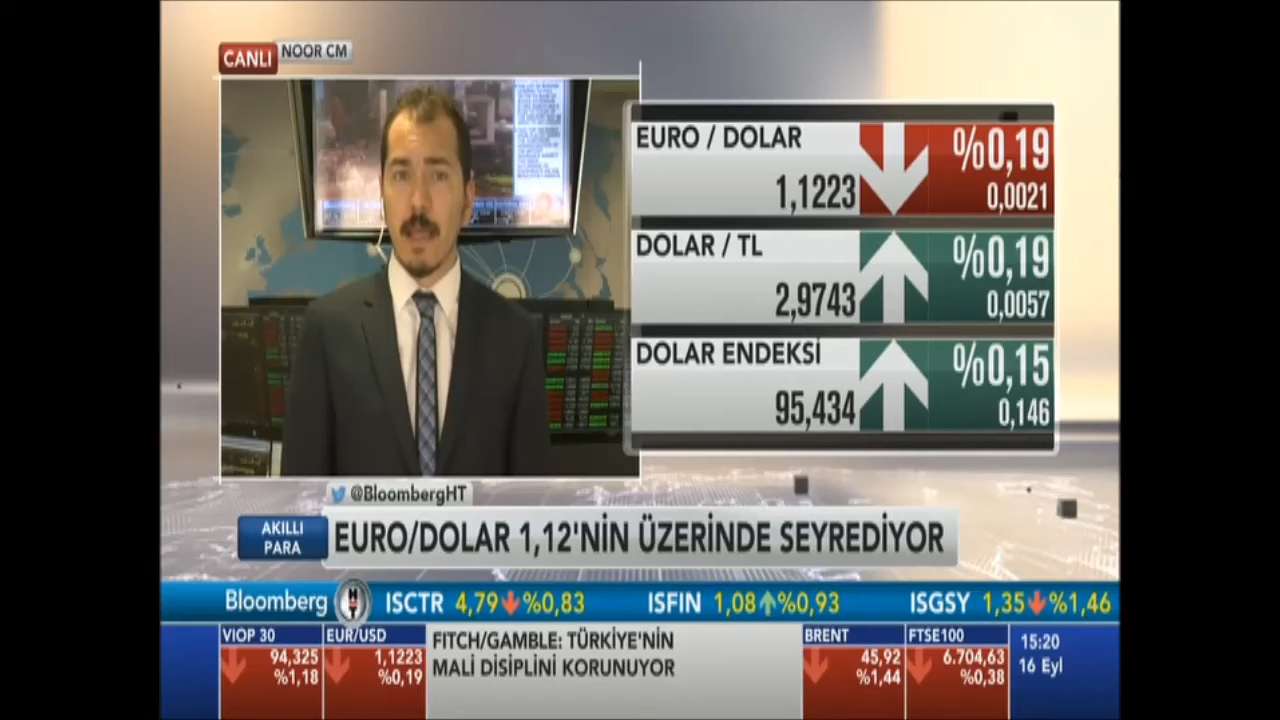 CANLI NOOR CM
EURO / DOLAR
1,1223
%0,19
0,0021
DOLAR / TL
2,9743
%0,19
0,0057
DOLAR ENDEKSİ
95,434
%0,15
0,146
@BloombergHT
AKILLI
PARA
EURO/DOLAR 1,12'NİN ÜZERİNDE SEYREDİYOR
Bloomberg HT ISCTR 4,79 %0,83 ISFIN 1,08 %0,93 ISGSY 1,35 %1,46
VIOP 30
94,325
%1,18
EUR/USD
1,1223
%0,19
FITCH/GAMBLE: TÜRKİYE'NİN
MALİ DİSİPLİNİ KORUNUYOR
BRENT
45,92
%1,44
FTSE100
6.704,63
%0,38
15:20
16 Eyl